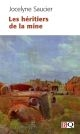 Jocelyne Saucier
Les héritiers
de la mine
BQ